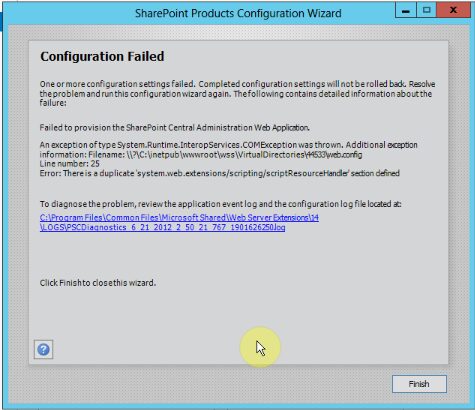 SharePoint Products Configuration Wizard
Configuration Failed
One or more configuration settings failed. Completed configuration settings will not be rolled back. Resolve
the problem and run this configuration wizard again. The following contains detailed information about the
failure:
Failed to provision the SharePoint Central Administration Web Application.
An exception of type System.Runtime.InteropServices.COMException was thrown. Additional exception
information: Filename: \\?\C:\inetpub\wwwroot\wss\VirtualDirectories\44533\web.config
Line number: 25
Error: There is a duplicate 'system.web.extensions/scripting/scriptResourceHandler' section defined
To diagnose the problem, review the application event log and the configuration log file located at:
C:\Program Files\Common Files\Microsoft Shared\Web Server Extensions\14
\LOGS\PSCDiagnostics_6_21_2012_2_50_21_767_1901626250.log
Click Finish to close this wizard.
?
Finish